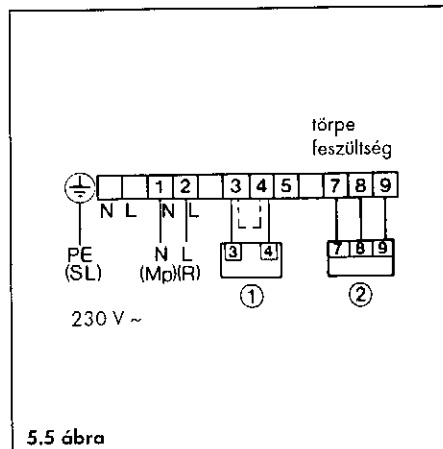 törpe
feszültség
1 2 3 4 5 7 8 9
N L N L
PE N L 3 4 7 8 9
(SL) (Mp)(R)
1 2
230 V ~
5.5 ábra